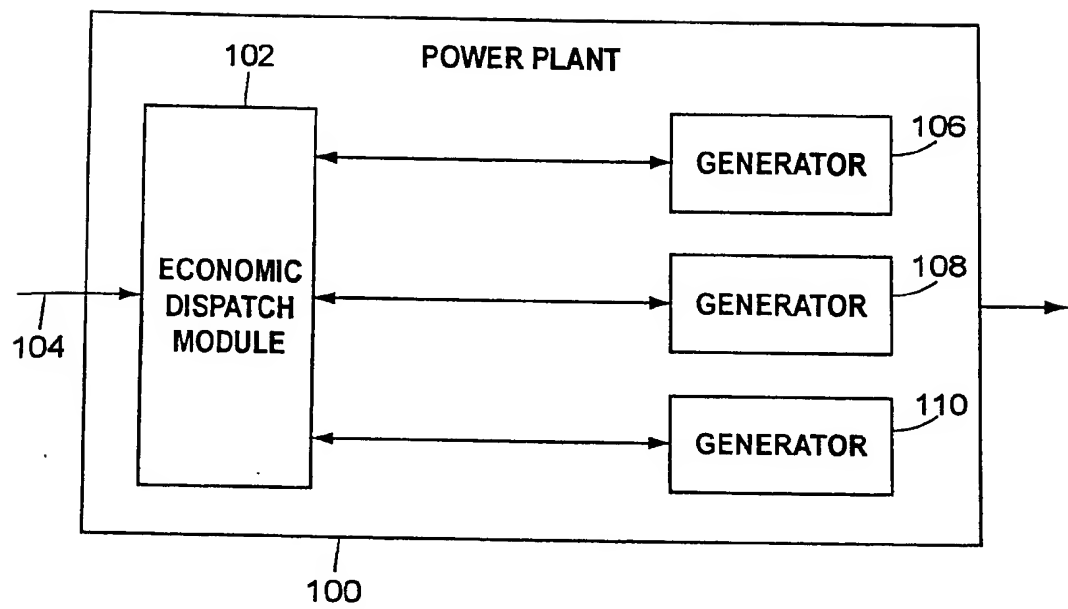 POWER PLANT
102
106
GENERATOR
ECONOMIC
DISPATCH
MODULE
108
GENERATOR
104
110
GENERATOR
100